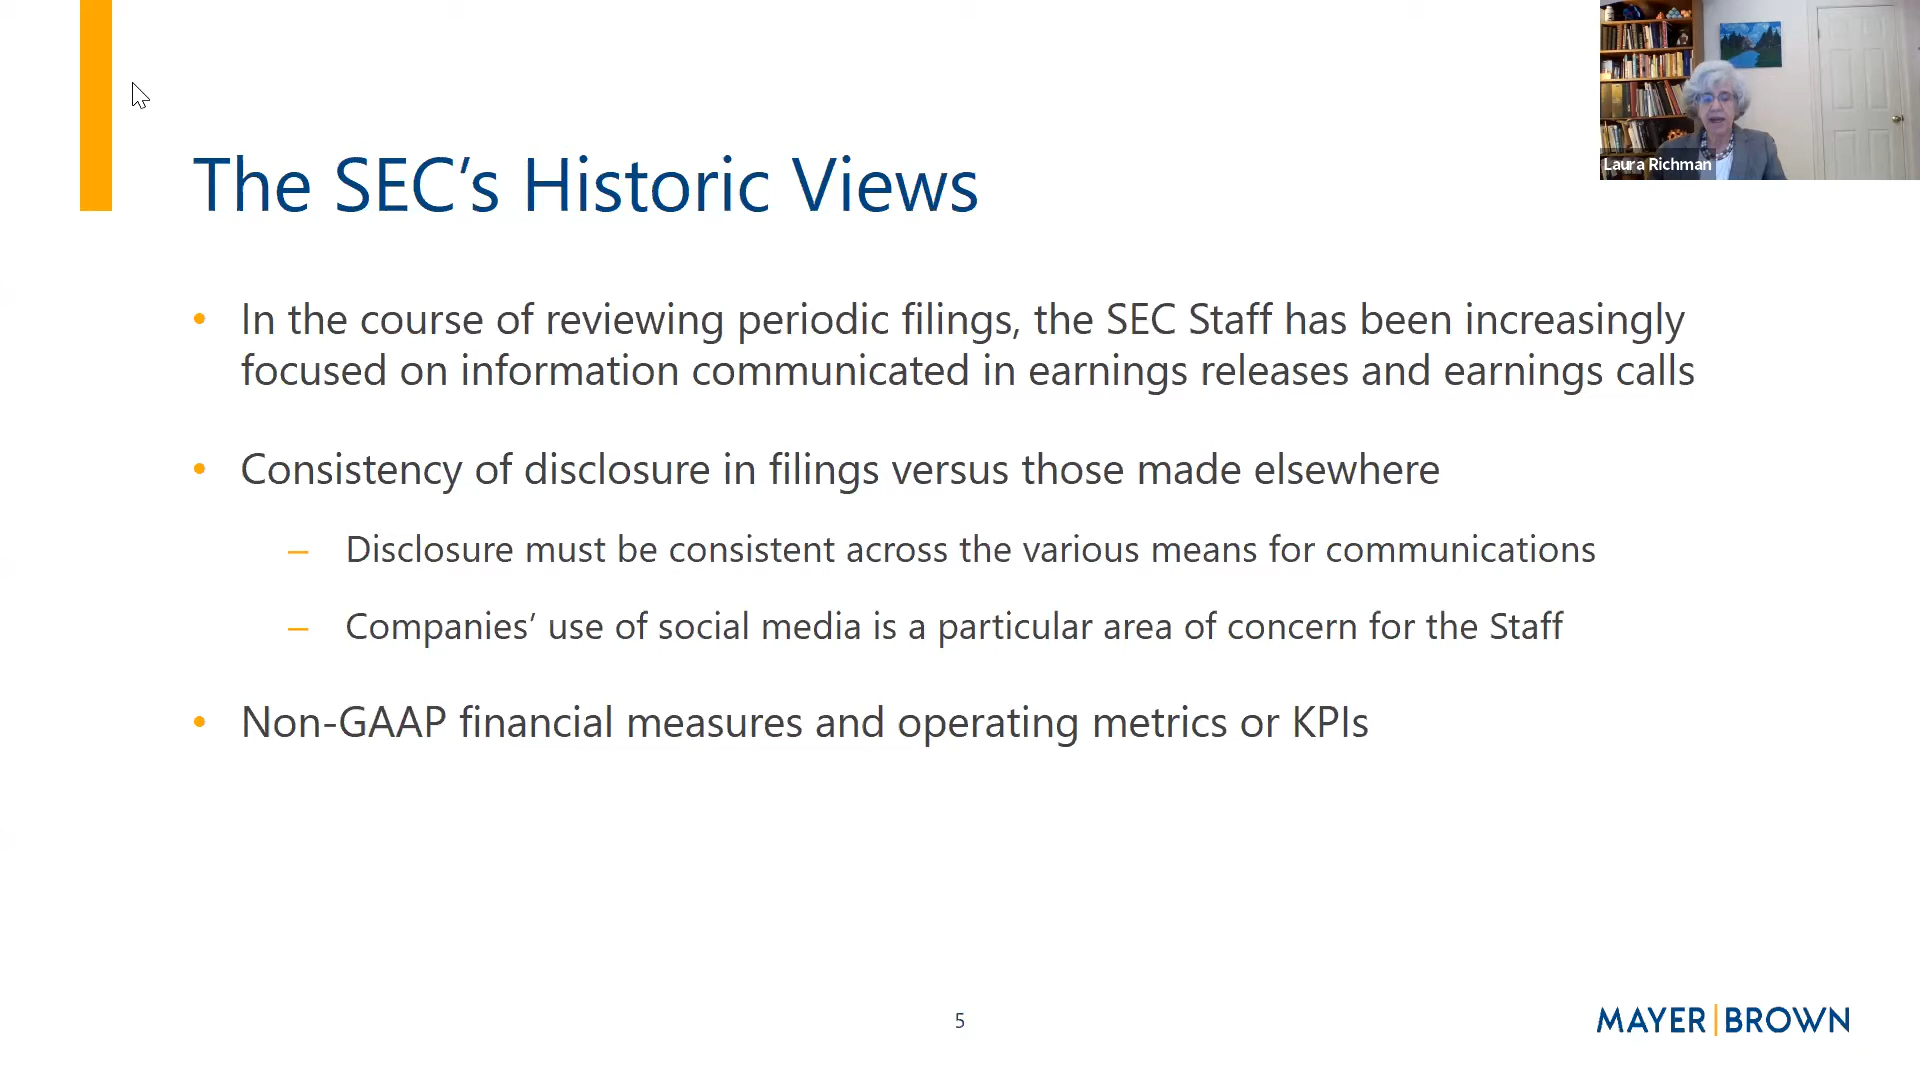 Laura Richman
The SEC’s Historic Views
• In the course of reviewing periodic filings, the SEC Staff has been increasingly
focused on information communicated in earnings releases and earnings calls
• Consistency of disclosure in filings versus those made elsewhere
– Disclosure must be consistent across the various means for communications
– Companies’ use of social media is a particular area of concern for the Staff
• Non-GAAP financial measures and operating metrics or KPIs
5
MAYER | BROWN